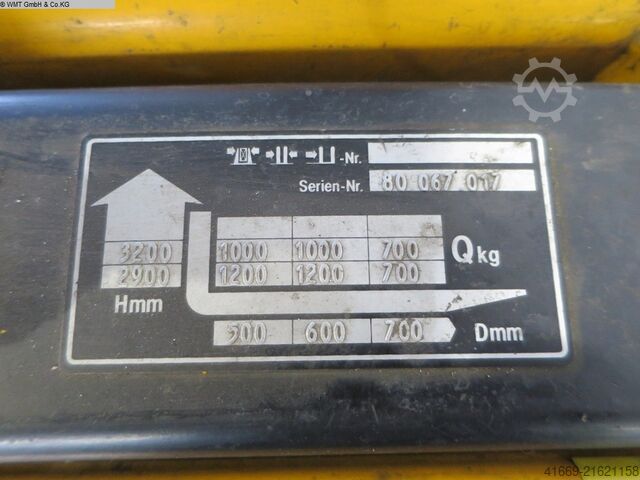 © WMT GmbH & Co.KG
-Nr.
Serien-Nr. 80 067 017
3200 1000 1000 700 Q kg
2900 1200 1200 700
Hmm
500 600 700 Dmm
41669-21621158